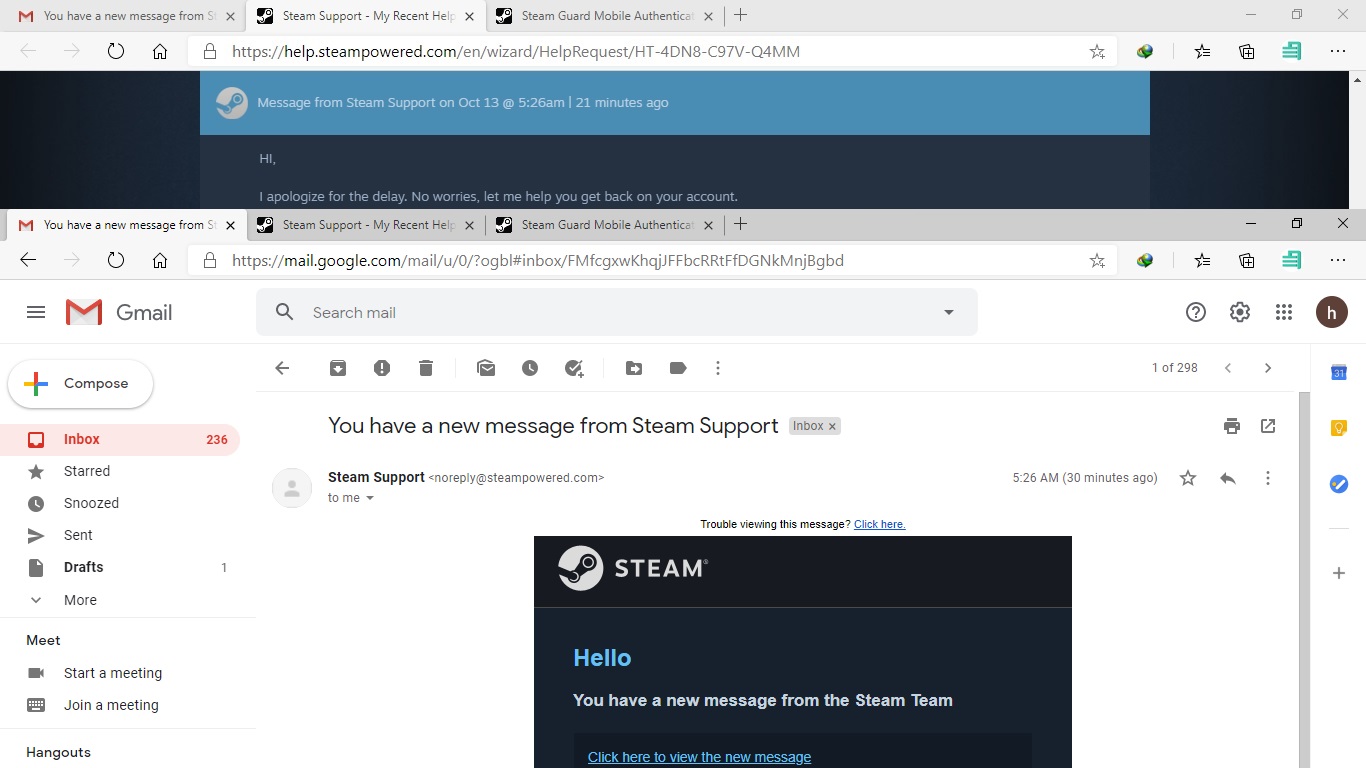 You have a new message from St
Steam Support - My Recent Help
Steam Guard Mobile Authenticat
https://help.steampowered.com/en/wizard/HelpRequest/HT-4DN8-C97V-Q4MM
Message from Steam Support on Oct 13 @ 5:26am | 21 minutes ago
HI,
I apologize for the delay. No worries, let me help you get back on your account.
You have a new message from St
Steam Support - My Recent Help
Steam Guard Mobile Authenticat
https://mail.google.com/mail/u/0/?ogbl#inbox/FMfcgxwKhqjJFFbcRRtFfDGNkMnjBgbd
Gmail
Search mail
h
Compose
1 of 298
31
Inbox 236
Starred
Snoozed
Sent
Drafts 1
More
Meet
Start a meeting
Join a meeting
Hangouts
You have a new message from Steam Support Inbox x
Steam Support <noreply@steampowered.com> 5:26 AM (30 minutes ago)
to me
Trouble viewing this message? Click here.
STEAM®
Hello
You have a new message from the Steam Team
Click here to view the new message